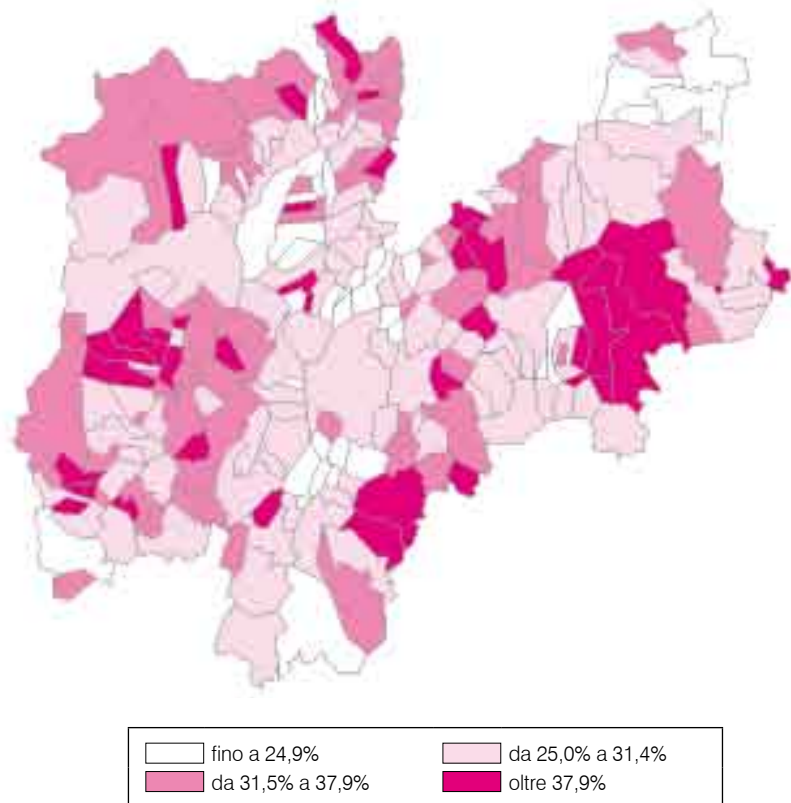 fino a 24,9% da 25,0% a 31,4%
da 31,5% a 37,9% oltre 37,9%